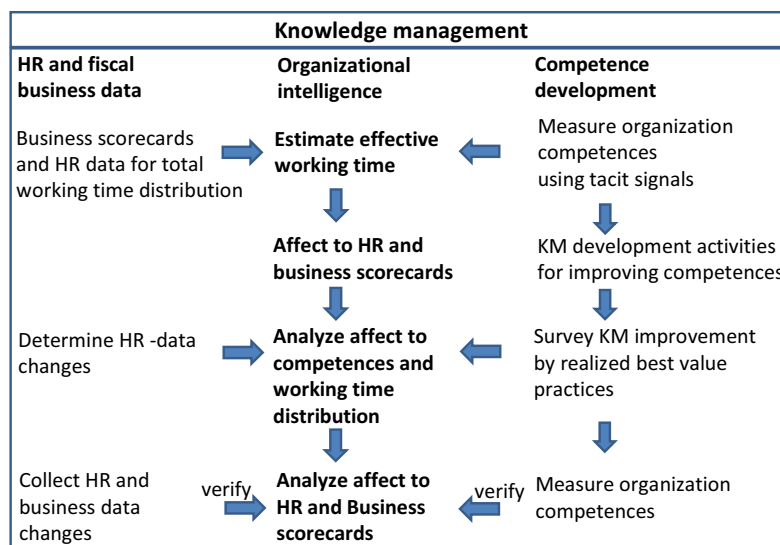 Knowledge management
HR and fiscal
business data
Organizational
intelligence
Competence
development
Business scorecards
and HR data for total
working time distribution
Estimate effective
working time
Measure organization
competences
using tacit signals
Affect to HR and
business scorecards
KM development activities
for improving competences
Determine HR -data
changes
Analyze affect to
competences and
working time
distribution
Survey KM improvement
by realized best value
practices
Collect HR and
business data
changes
verify
Analyze affect to
HR and Business
scorecards
verify
Measure organization
competences